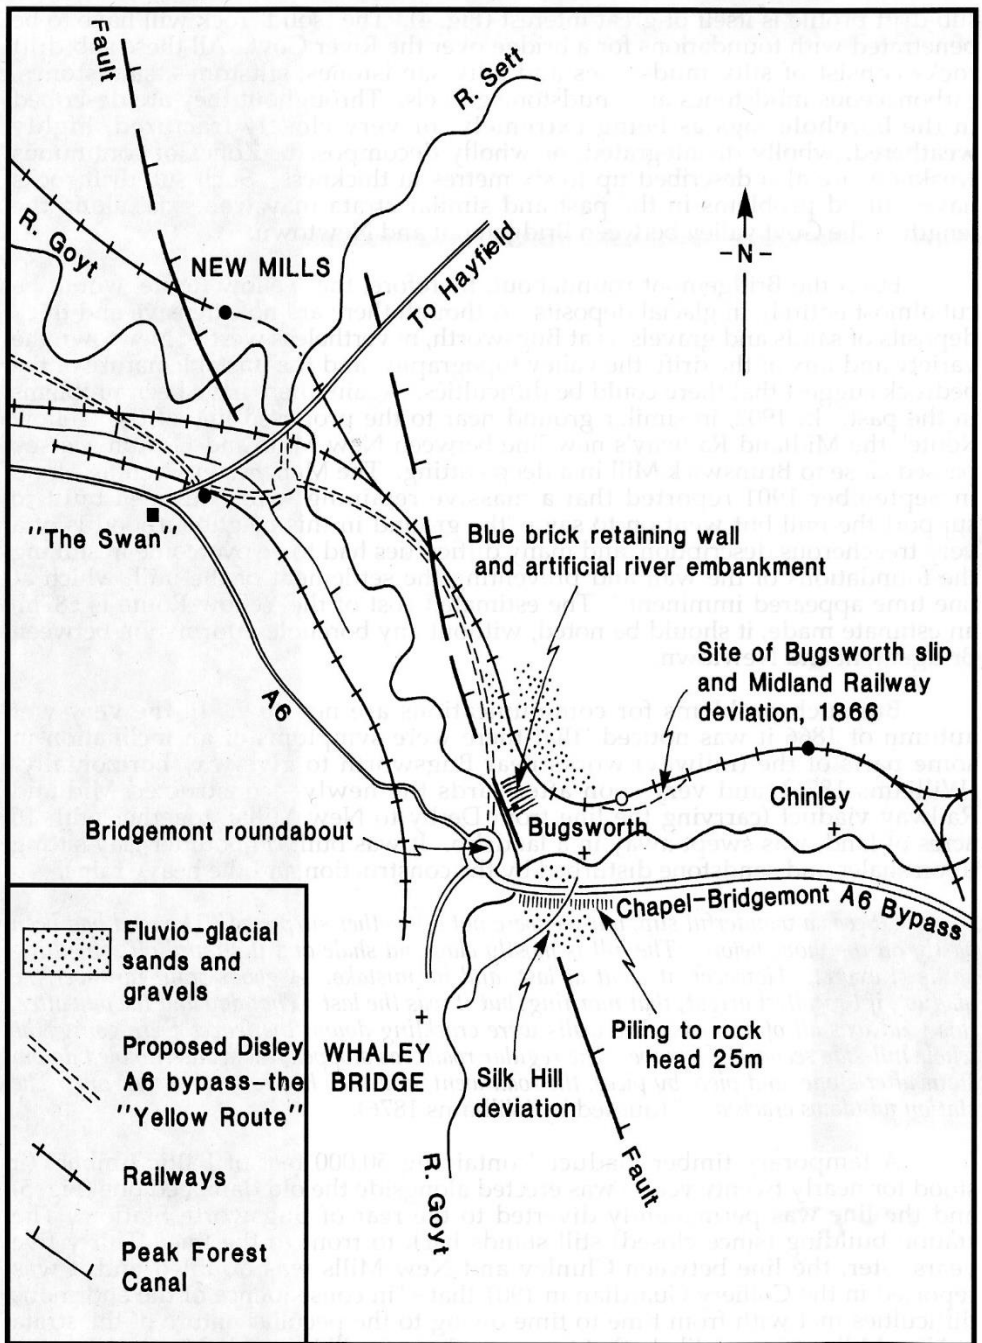 Fault
R. Sett
R. Goyt
NEW MILLS
To Hayfield
-N-
"The Swan"
Blue brick retaining wall
and artificial river embankment
Site of Bugsworth slip
and Midland Railway
deviation, 1866
A6
Chinley
Bridgemont roundabout
Bugsworth
Chapel-Bridgemont A6 Bypass
Fluvio-glacial
sands and
gravels
Proposed Disley
A6 bypass-the
"Yellow Route"
Railways
Peak Forest
Canal
WHALEY
BRIDGE
Silk Hill
deviation
Piling to rock
head 25m
Fault
R Goyt